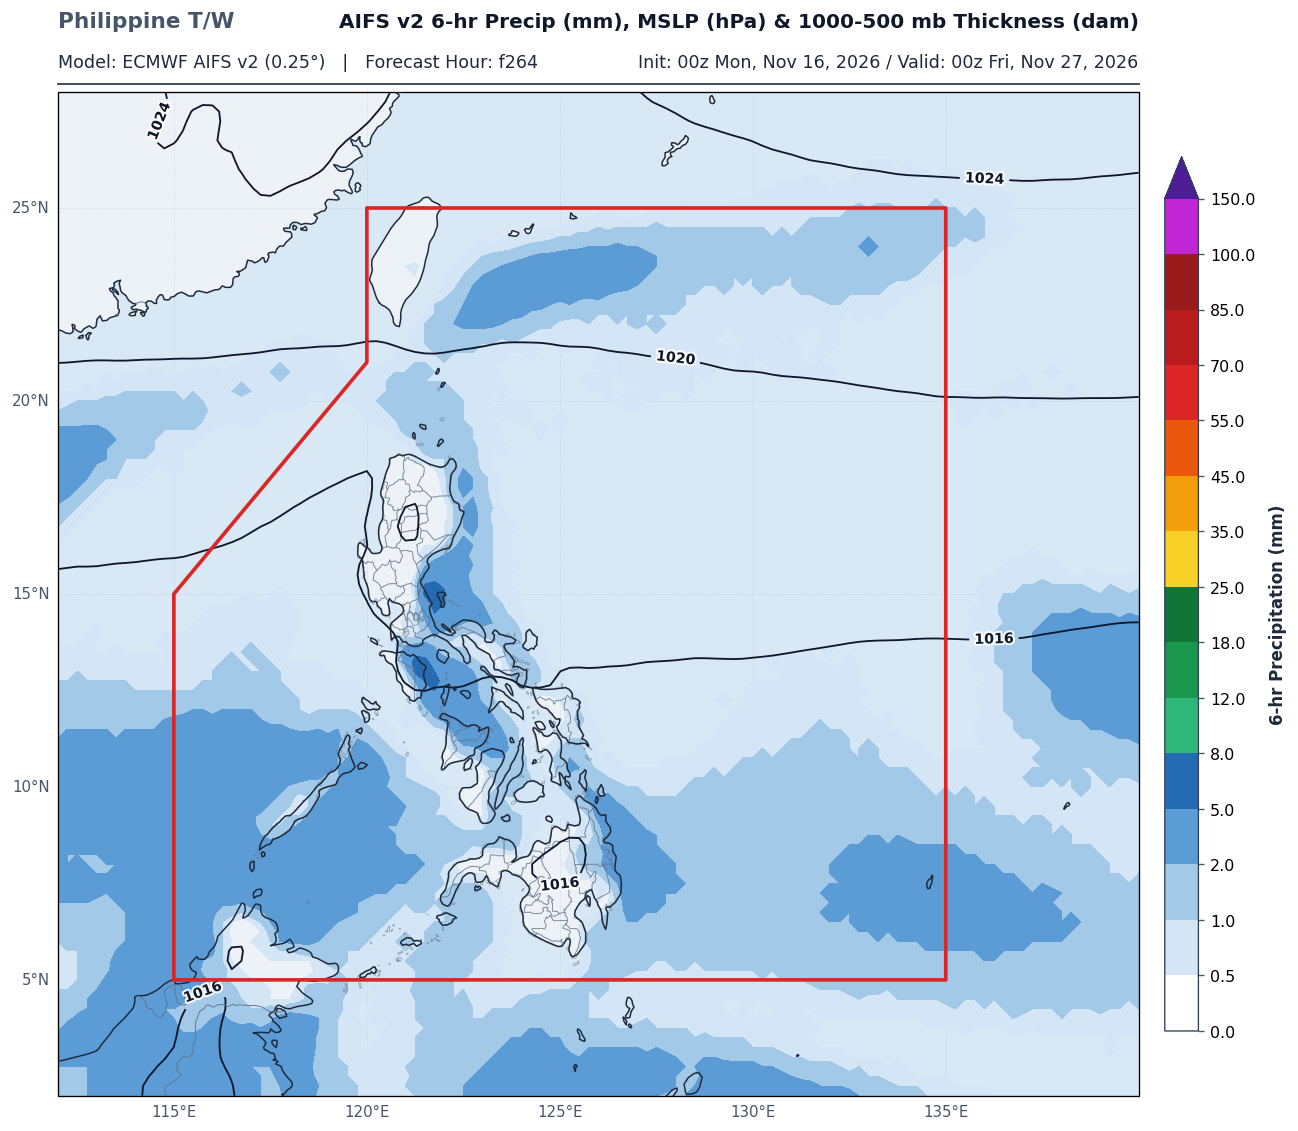 Philippine T/W
AIFS v2 6-hr Precip (mm), MSLP (hPa) & 1000-500 mb Thickness (dam)
Model: ECMWF AIFS v2 (0.25°) | Forecast Hour: f264
Init: 00z Mon, Nov 16, 2026 / Valid: 00z Fri, Nov 27, 2026
1024
1024
1020
1016
1016
1016
25°N
20°N
15°N
10°N
5°N
115°E
120°E
125°E
130°E
135°E
150.0
100.0
85.0
70.0
55.0
45.0
35.0
25.0
18.0
12.0
8.0
5.0
2.0
1.0
0.5
0.0
6-hr Precipitation (mm)